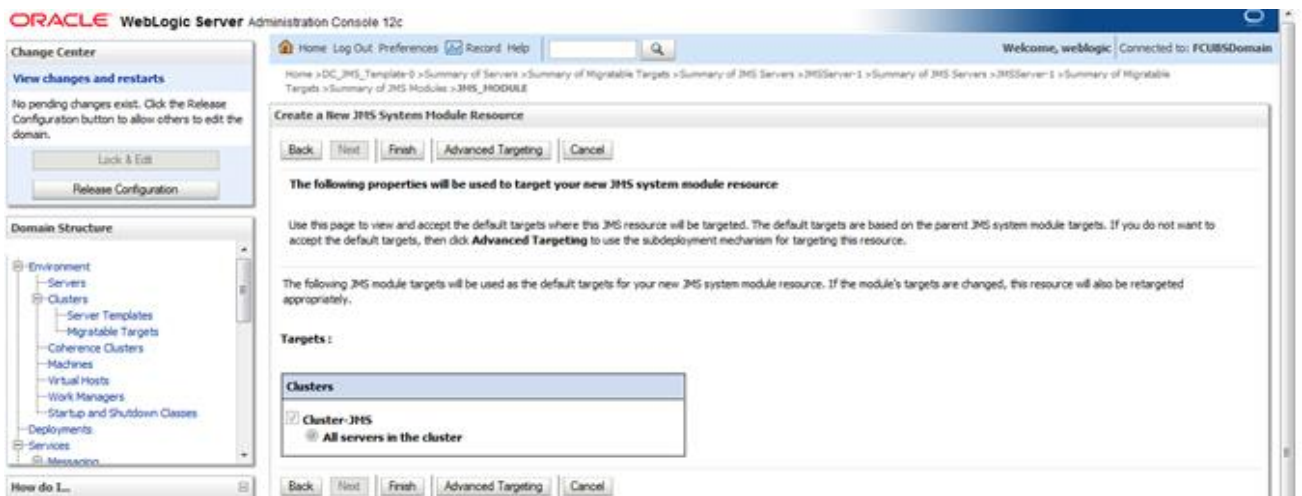 ORACLE WebLogic Server Administration Console 12c
Change Center
View changes and restarts
No pending changes exist. Click the Release
Configuration button to allow others to edit the
domain.
Lock & Edit
Release Configuration
Domain Structure
Environment
Servers
Clusters
Server Templates
Migratable Targets
Coherence Clusters
Machines
Virtual Hosts
Work Managers
Startup and Shutdown Classes
Deployments
Services
Messaging
How do I...
Home Log Out Preferences Record Help
Welcome, weblogic Connected to: FCUBSDomain
Home >DC_JMS_Template-0 >Summary of Servers >Summary of Migratable Targets >Summary of JMS Servers >JMSServer-1 >Summary of JMS Servers >JMSServer-1 >Summary of Migratable
Targets >Summary of JMS Modules >JMS_MODULE
Create a New JMS System Module Resource
Back Next Finish Advanced Targeting Cancel
The following properties will be used to target your new JMS system module resource
Use this page to view and accept the default targets where this JMS resource will be targeted. The default targets are based on the parent JMS system module targets. If you do not want to
accept the default targets, then click Advanced Targeting to use the subdeployment mechanism for targeting this resource.
The following JMS module targets will be used as the default targets for your new JMS system module resource. If the module's targets are changed, this resource will also be retargeted
appropriately.
Targets :
Clusters
Cluster-JMS
All servers in the cluster
Back Next Finish Advanced Targeting Cancel